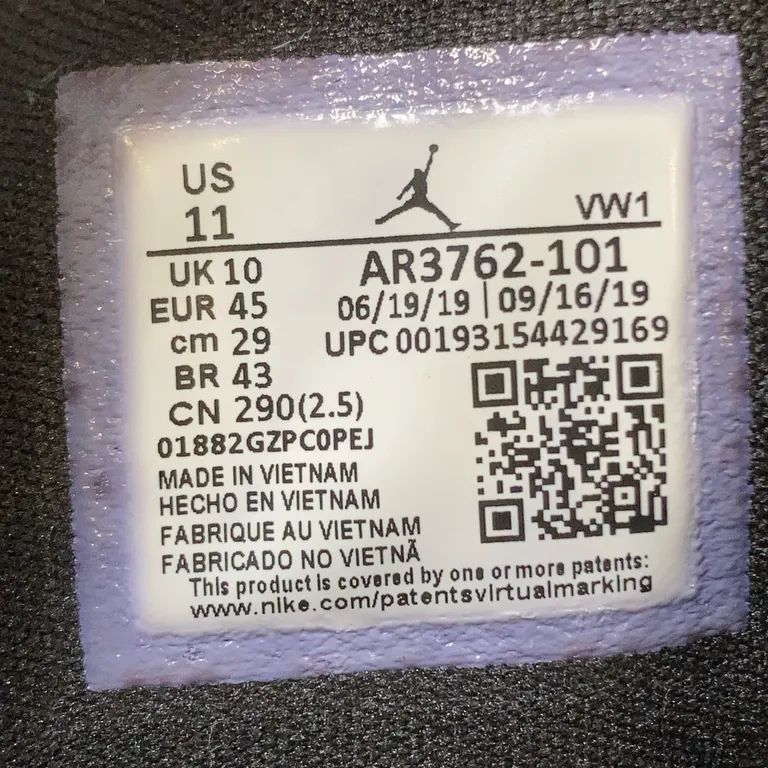 US
11
VW1
UK 10
AR3762-101
EUR 45
06/19/19 | 09/16/19
cm 29
UPC 00193154429169
BR 43
CN 290(2.5)
01882GZPC0PEJ
MADE IN VIETNAM
HECHO EN VIETNAM
FABRIQUE AU VIETNAM
FABRICADO NO VIETNÃ
This product is covered by one or more patents:
www.nike.com/patentsvirtualmarking